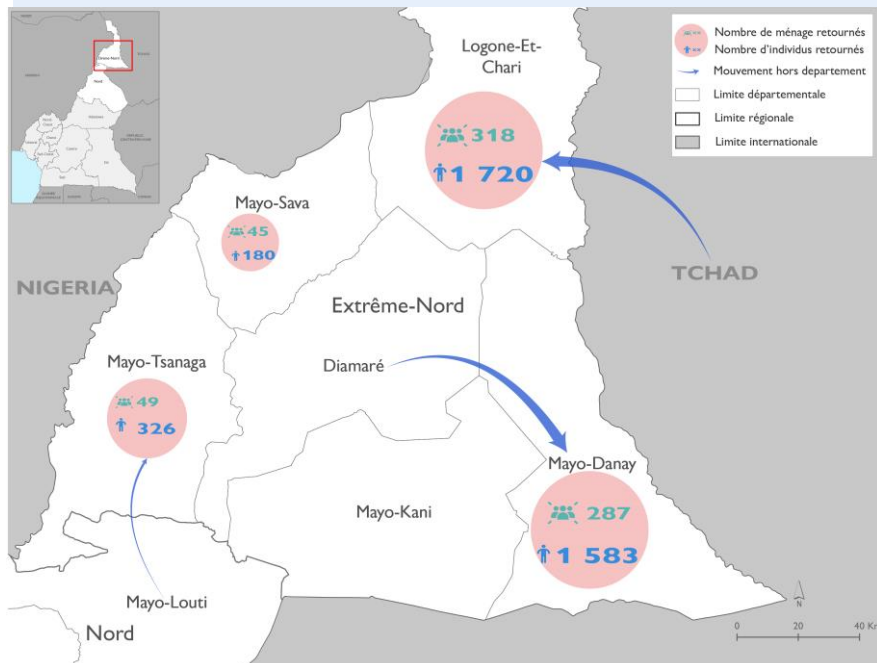 Nord
Logone-Et-
Chari
318
1 720
Nombre de ménage retournés
Nombre d'individus retournés
Mouvement hors departement
Limite départementale
Limite régionale
Limite internationale
Mayo-Sava
45
180
NIGERIA
TCHAD
Extrême-Nord
Mayo-Tsanaga
49
326
Diamaré
Mayo-Danay
287
1 583
Mayo-Kani
Mayo-Louti
Nord
N
0 20 40 Km